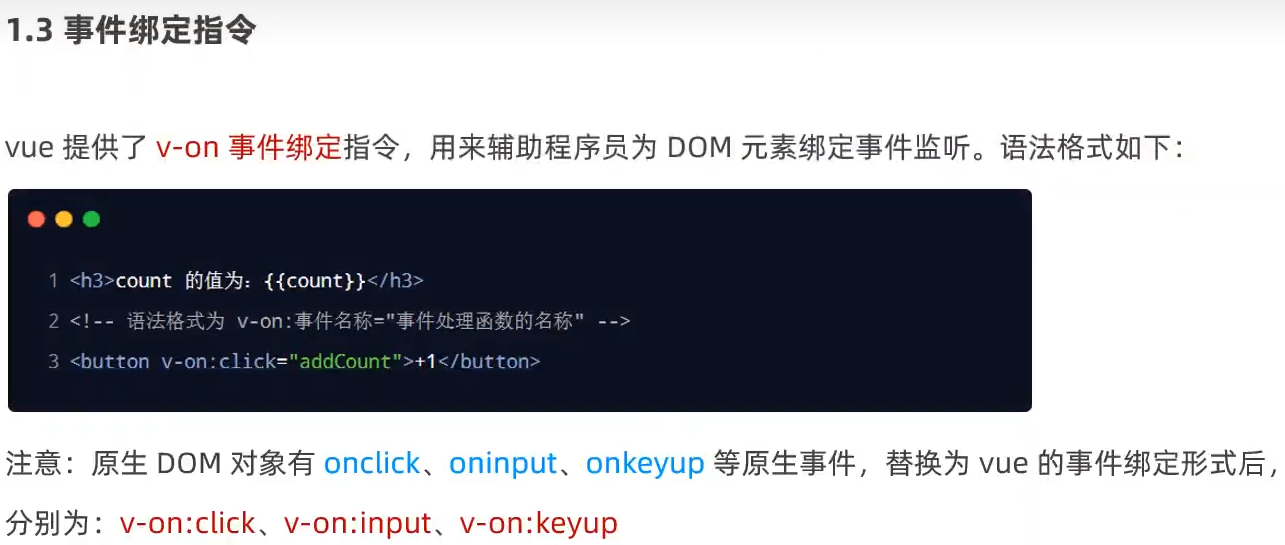 1.3 事件绑定指令
vue 提供了 v-on 事件绑定指令，用来辅助程序员为 DOM 元素绑定事件监听。语法格式如下：
1 <h3>count 的值为：{{count}}</h3>
2 <!-- 语法格式为 v-on:事件名称="事件处理函数的名称" -->
3 <button v-on:click="addCount">+1</button>
注意：原生 DOM 对象有 onclick、oninput、onkeyup 等原生事件，替换为 vue 的事件绑定形式后，
分别为：v-on:click、v-on:input、v-on:keyup